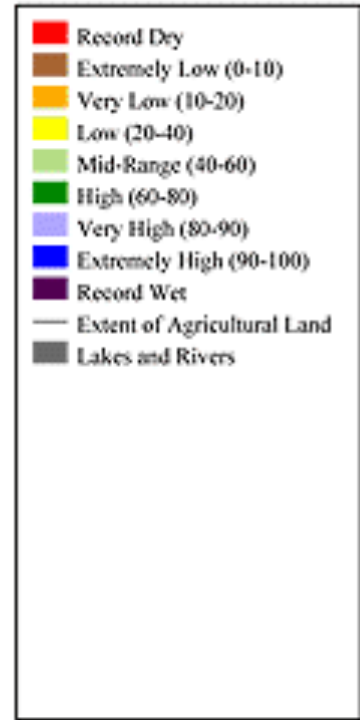 Record Dry
Extremely Low (0-10)
Very Low (10-20)
Low (20-40)
Mid-Range (40-60)
High (60-80)
Very High (80-90)
Extremely High (90-100)
Record Wet
Extent of Agricultural Land
Lakes and Rivers